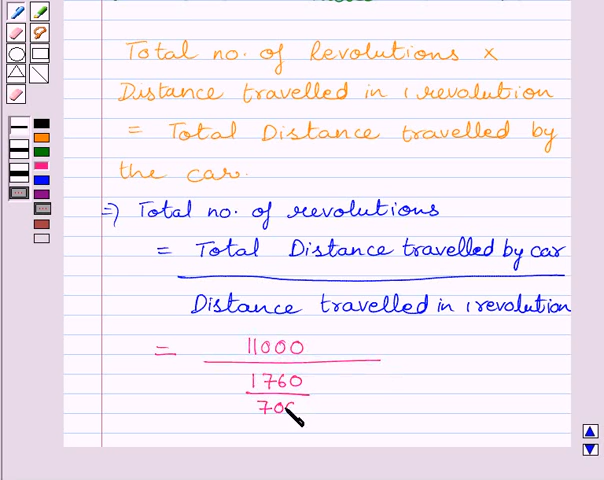 Total no. of Revolutions ×
Distance travelled in 1 revolution
= Total Distance travelled by
the car.
⇒ Total no. of revolutions
= Total Distance travelled by car
Distance travelled in 1 revolution
= 11000
1760
700